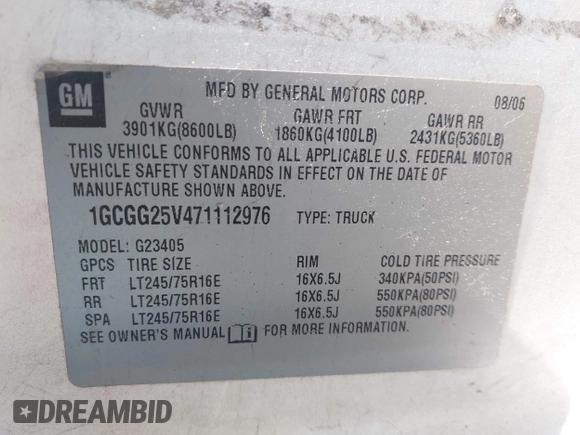 GM
MFD BY GENERAL MOTORS CORP. 08/06
GVWR GAWR FRT GAWR RR
3901KG(8600LB) 1860KG(4100LB) 2431KG(5360LB)
THIS VEHICLE CONFORMS TO ALL APPLICABLE U.S. FEDERAL MOTOR
VEHICLE SAFETY STANDARDS IN EFFECT ON THE DATE OF
MANUFACTURE SHOWN ABOVE.
1GCGG25V471112976 TYPE: TRUCK
MODEL: G23405
GPCS TIRE SIZE RIM COLD TIRE PRESSURE
FRT LT245/75R16E 16X6.5J 340KPA(50PSI)
RR LT245/75R16E 16X6.5J 550KPA(80PSI)
SPA LT245/75R16E 16X6.5J 550KPA(80PSI)
SEE OWNER'S MANUAL FOR MORE INFORMATION.
DREAMBID